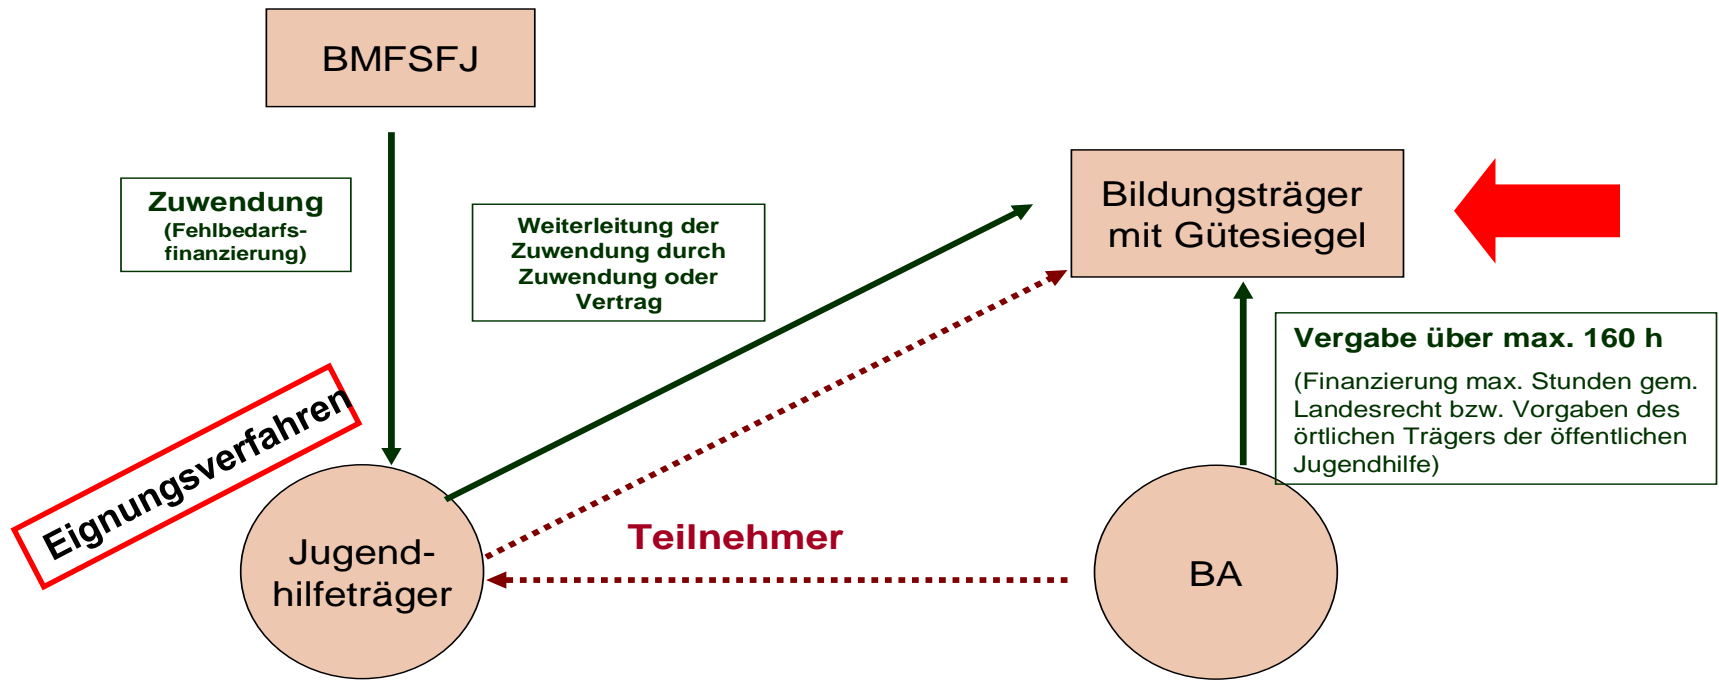 BMFSFJ
Zuwendung
(Fehlbedarfs-
finanzierung)
Weiterleitung der
Zuwendung durch
Zuwendung oder
Vertrag
Bildungsträger
mit Gütesiegel
Vergabe über max. 160 h
(Finanzierung max. Stunden gem.
Landesrecht bzw. Vorgaben des
örtlichen Trägers der öffentlichen
Jugendhilfe)
Eignungsverfahren
Jugend-
hilfeträger
Teilnehmer
BA